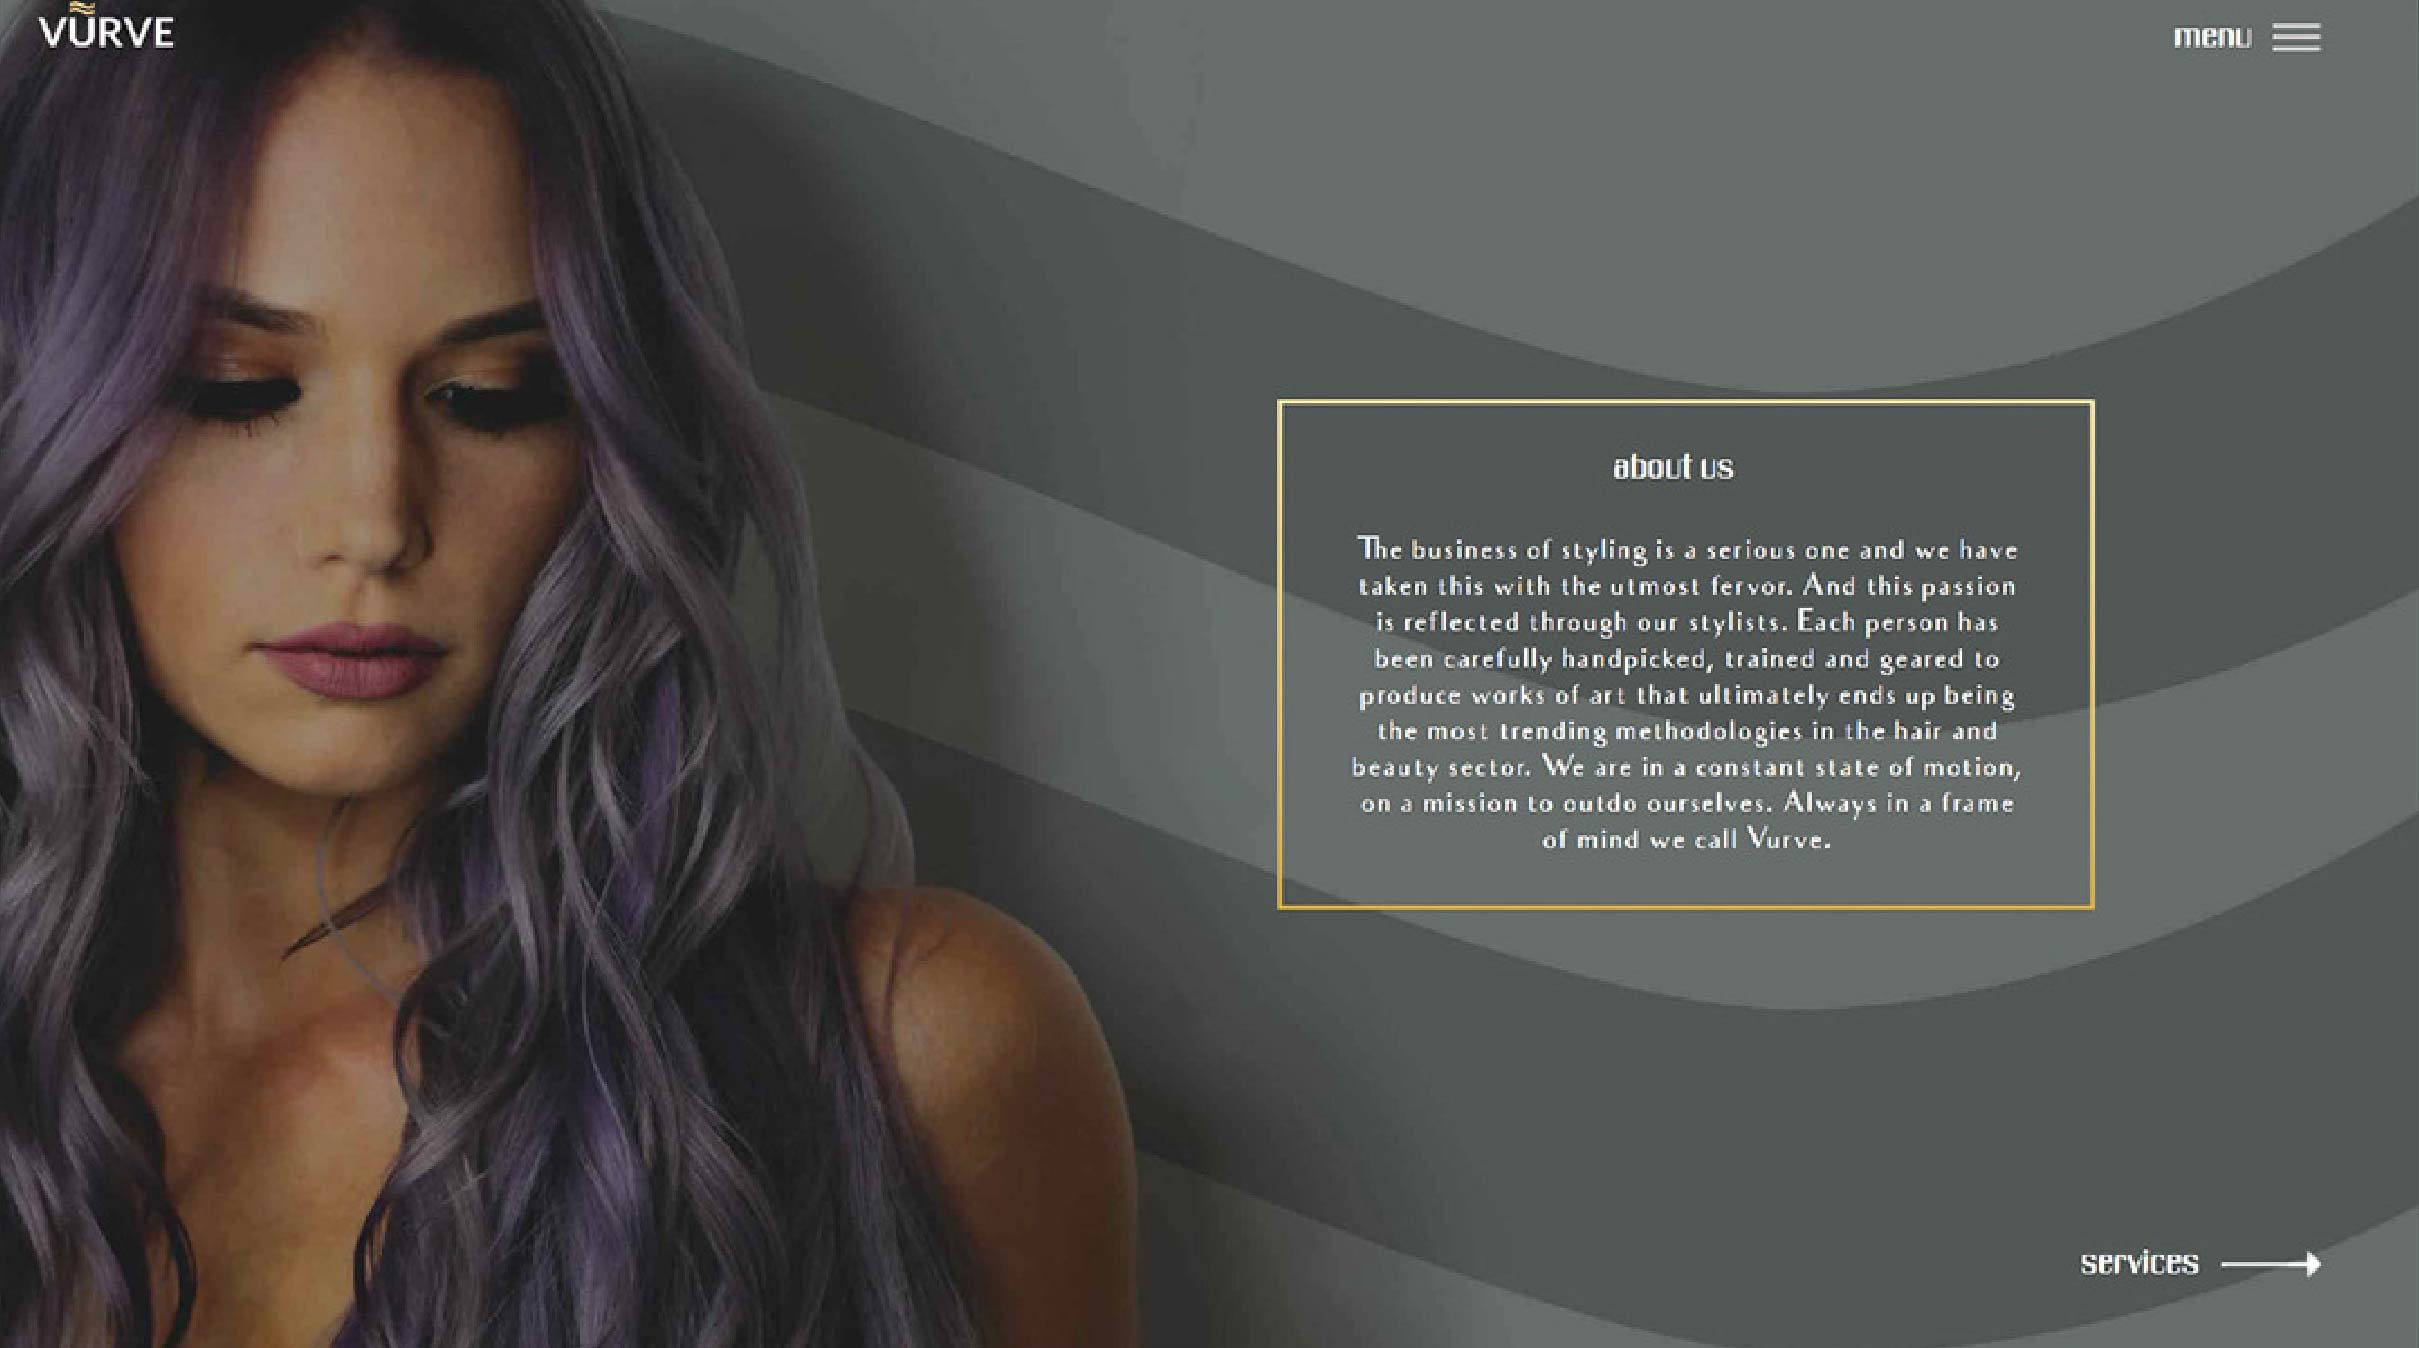 VURVE
menu
about us
The business of styling is a serious one and we have
taken this with the utmost fervor. And this passion
is reflected through our stylists. Each person has
been carefully handpicked, trained and geared to
produce works of art that ultimately ends up being
the most trending methodologies in the hair and
beauty sector. We are in a constant state of motion,
on a mission to outdo ourselves. Always in a frame
of mind we call Vurve.
services